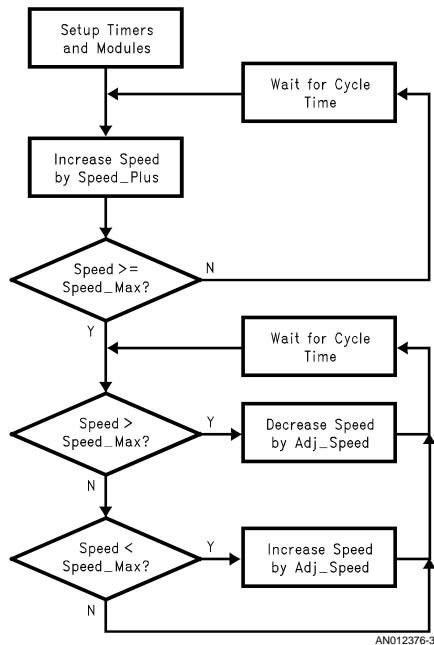 Setup Timers
and Modules
Wait for Cycle
Time
Increase Speed
by Speed_Plus
Speed >=
Speed_Max?
N
Y
Wait for Cycle
Time
Speed >
Speed_Max?
Y
Decrease Speed
by Adj_Speed
N
Speed <
Speed_Max?
Y
Increase Speed
by Adj_Speed
N
AN012376-3